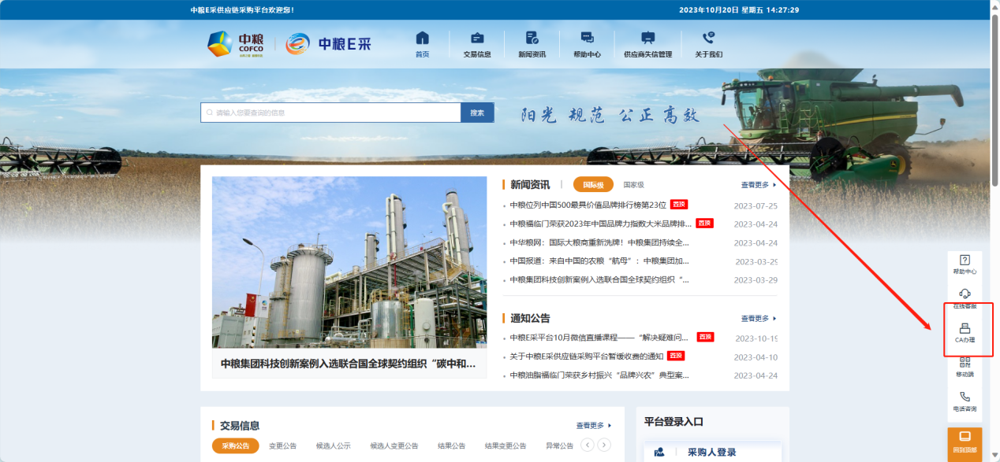 中粮E采供应链采购平台欢迎您！
2023年10月20日 星期五 14:27:29
中粮
COFCO
中粮E采
首页
交易信息
新闻资讯
帮助中心
供应商失信管理
关于我们
请输入您要查询的信息
搜索
阳光 规范 公正 高效
新闻资讯
国际级
国家级
查看更多
中粮位列中国500最具价值品牌排行榜第23位 置顶 2023-07-25
中粮福临门荣获2023年中国品牌力指数大米品牌排... 置顶 2023-04-24
中华粮网：国际大粮商重新洗牌！中粮集团持续全... 2023-04-24
中国报道：来自中国的农粮“航母”：中粮集团加... 2023-03-29
中粮集团科技创新案例入选联合国全球契约组织“... 2023-03-29
中粮集团科技创新案例入选联合国全球契约组织“碳中和...
通知公告
查看更多
中粮E采平台10月微信直播课程——“解决疑难问... 置顶 2023-10-19
关于中粮E采供应链采购平台暂缓收费的通知 置顶 2023-04-10
中粮油脂福临门荣获乡村振兴“品牌兴农”典型案... 2023-04-24
帮助中心
在线客服
CA办理
移动端
电话咨询
回到顶部
交易信息
查看更多
采购公告
变更公告
候选人公示
候选人变更公告
结果公告
结果变更公告
异常公告
平台登录入口
采购人登录